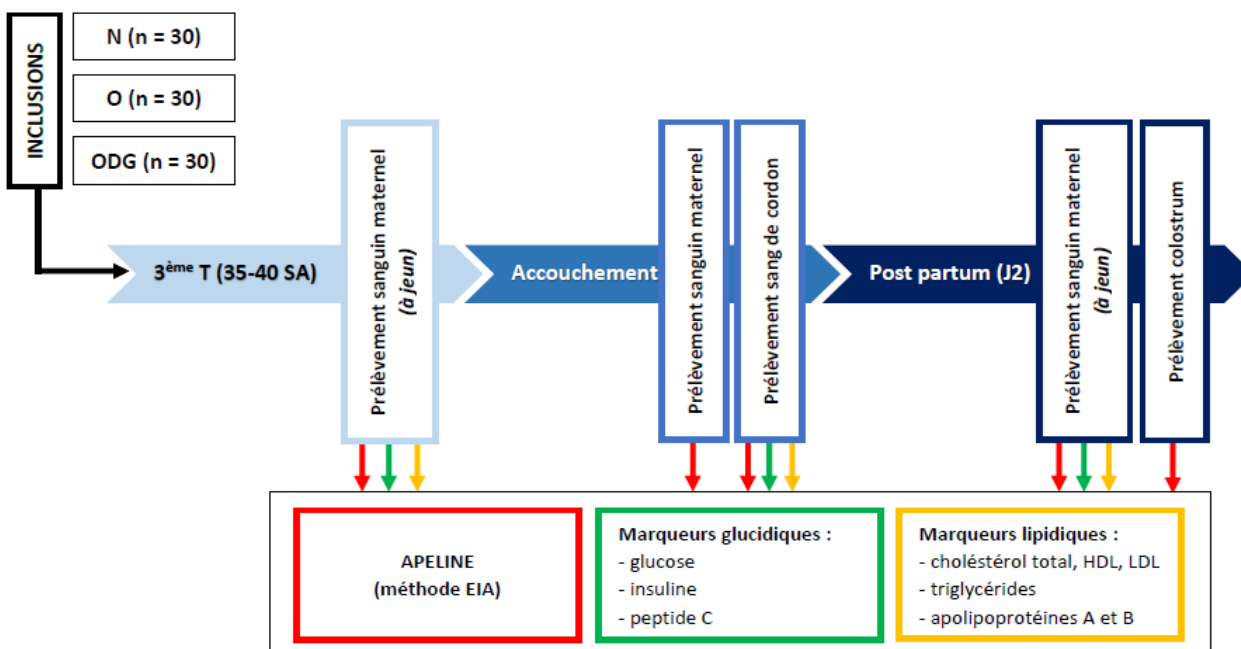 INCLUSIONS
N (n = 30)
O (n = 30)
ODG (n = 30)
3ème T (35-40 SA)
Prélèvement sanguin maternel
(à jeun)
Accouchement
Prélèvement sanguin maternel
Prélèvement sang de cordon
Post partum (J2)
Prélèvement sanguin maternel
(à jeun)
Prélèvement colostrum
APELINE
(méthode EIA)
Marqueurs glucidiques :
- glucose
- insuline
- peptide C
Marqueurs lipidiques :
- choléstérol total, HDL, LDL
- triglycérides
- apolipoprotéines A et B